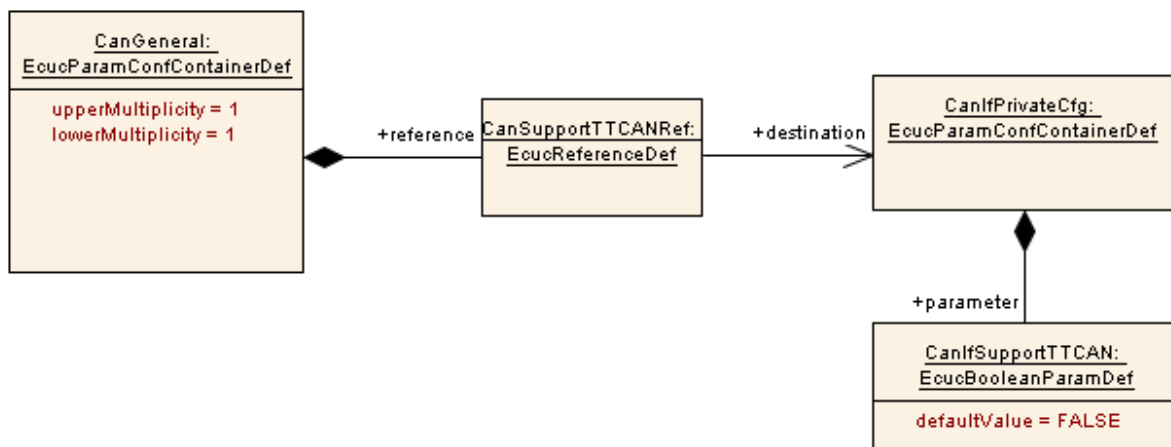 CanGeneral:
EcucParamConfContainerDef
upperMultiplicity = 1
lowerMultiplicity = 1
+reference
CanSupportTTCANRef:
EcucReferenceDef
+destination
CanIfPrivateCfg:
EcucParamConfContainerDef
+parameter
CanIfSupportTTCAN:
EcucBooleanParamDef
defaultValue = FALSE